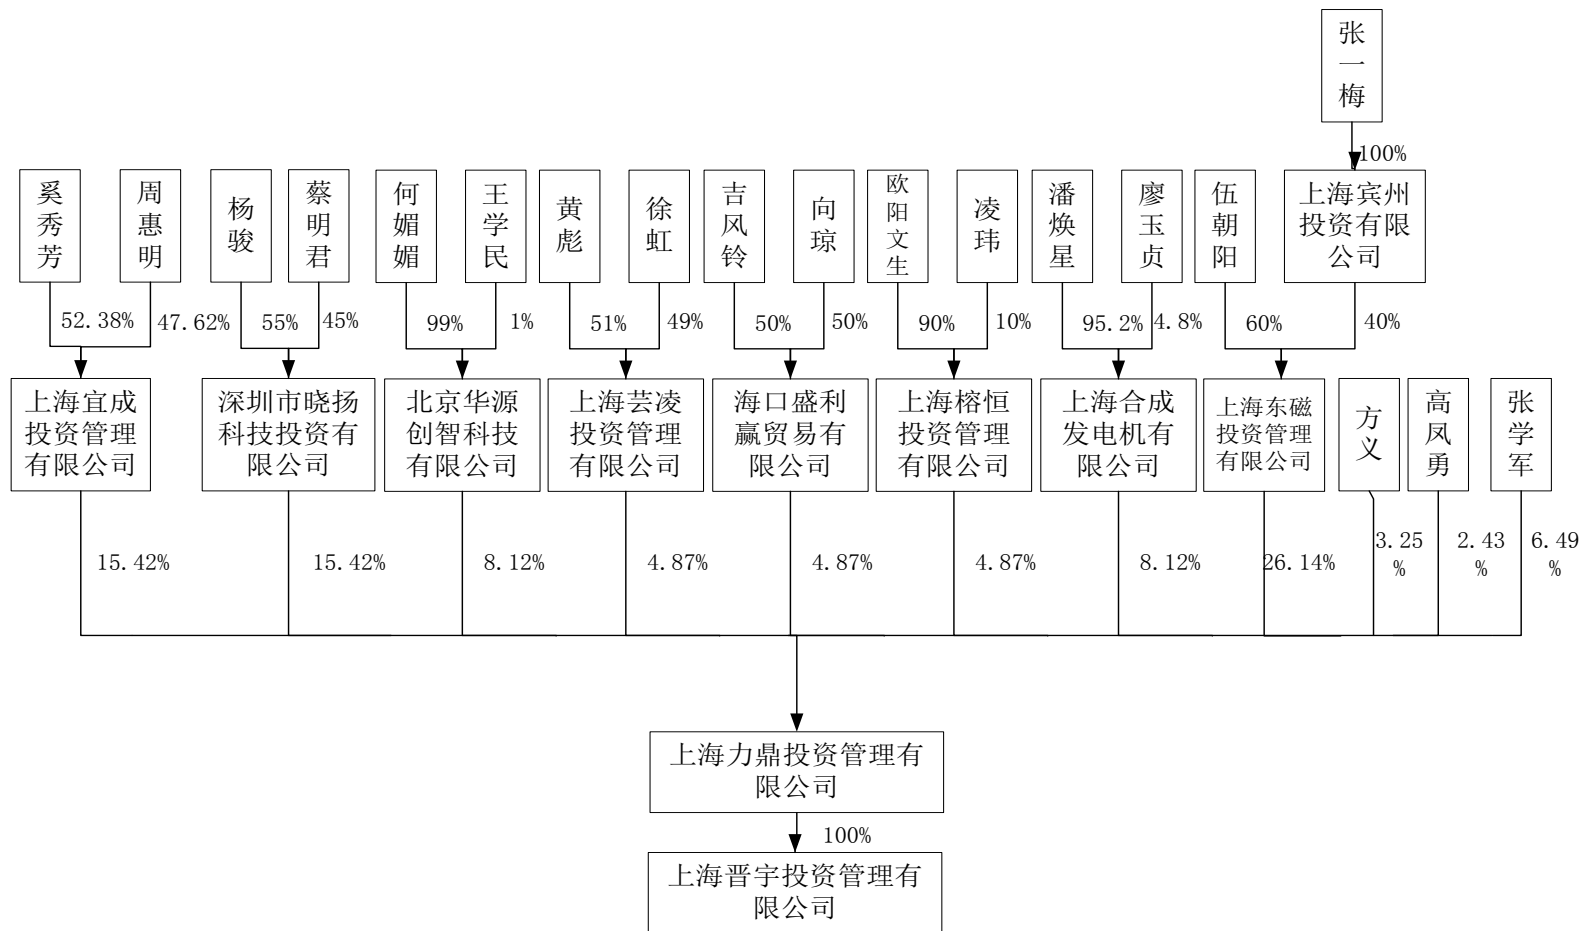 张一梅
100%
奚秀芳
周惠明
杨骏
蔡明君
何媚媚
王学民
黄彪
徐虹
吉风铃
向琼
欧阳文生
凌玮
潘焕星
廖玉贞
伍朝阳
上海宾州
投资有限
公司
52.38%
47.62%
55%
45%
99%
1%
51%
49%
50%
50%
90%
10%
95.2%
4.8%
60%
40%
上海宜成
投资管理
有限公司
深圳市晓扬
科技投资有
限公司
北京华源
创智科技
有限公司
上海芸凌
投资管理
有限公司
海口盛利
赢贸易有
限公司
上海榕恒
投资管理
有限公司
上海合成
发电机有
限公司
上海东磁
投资管理
有限公司
方义
高凤勇
张学军
15.42%
15.42%
8.12%
4.87%
4.87%
4.87%
8.12%
26.14%
3.25
%
2.43
%
6.49
%
上海力鼎投资管理有
限公司
100%
上海晋宇投资管理有
限公司